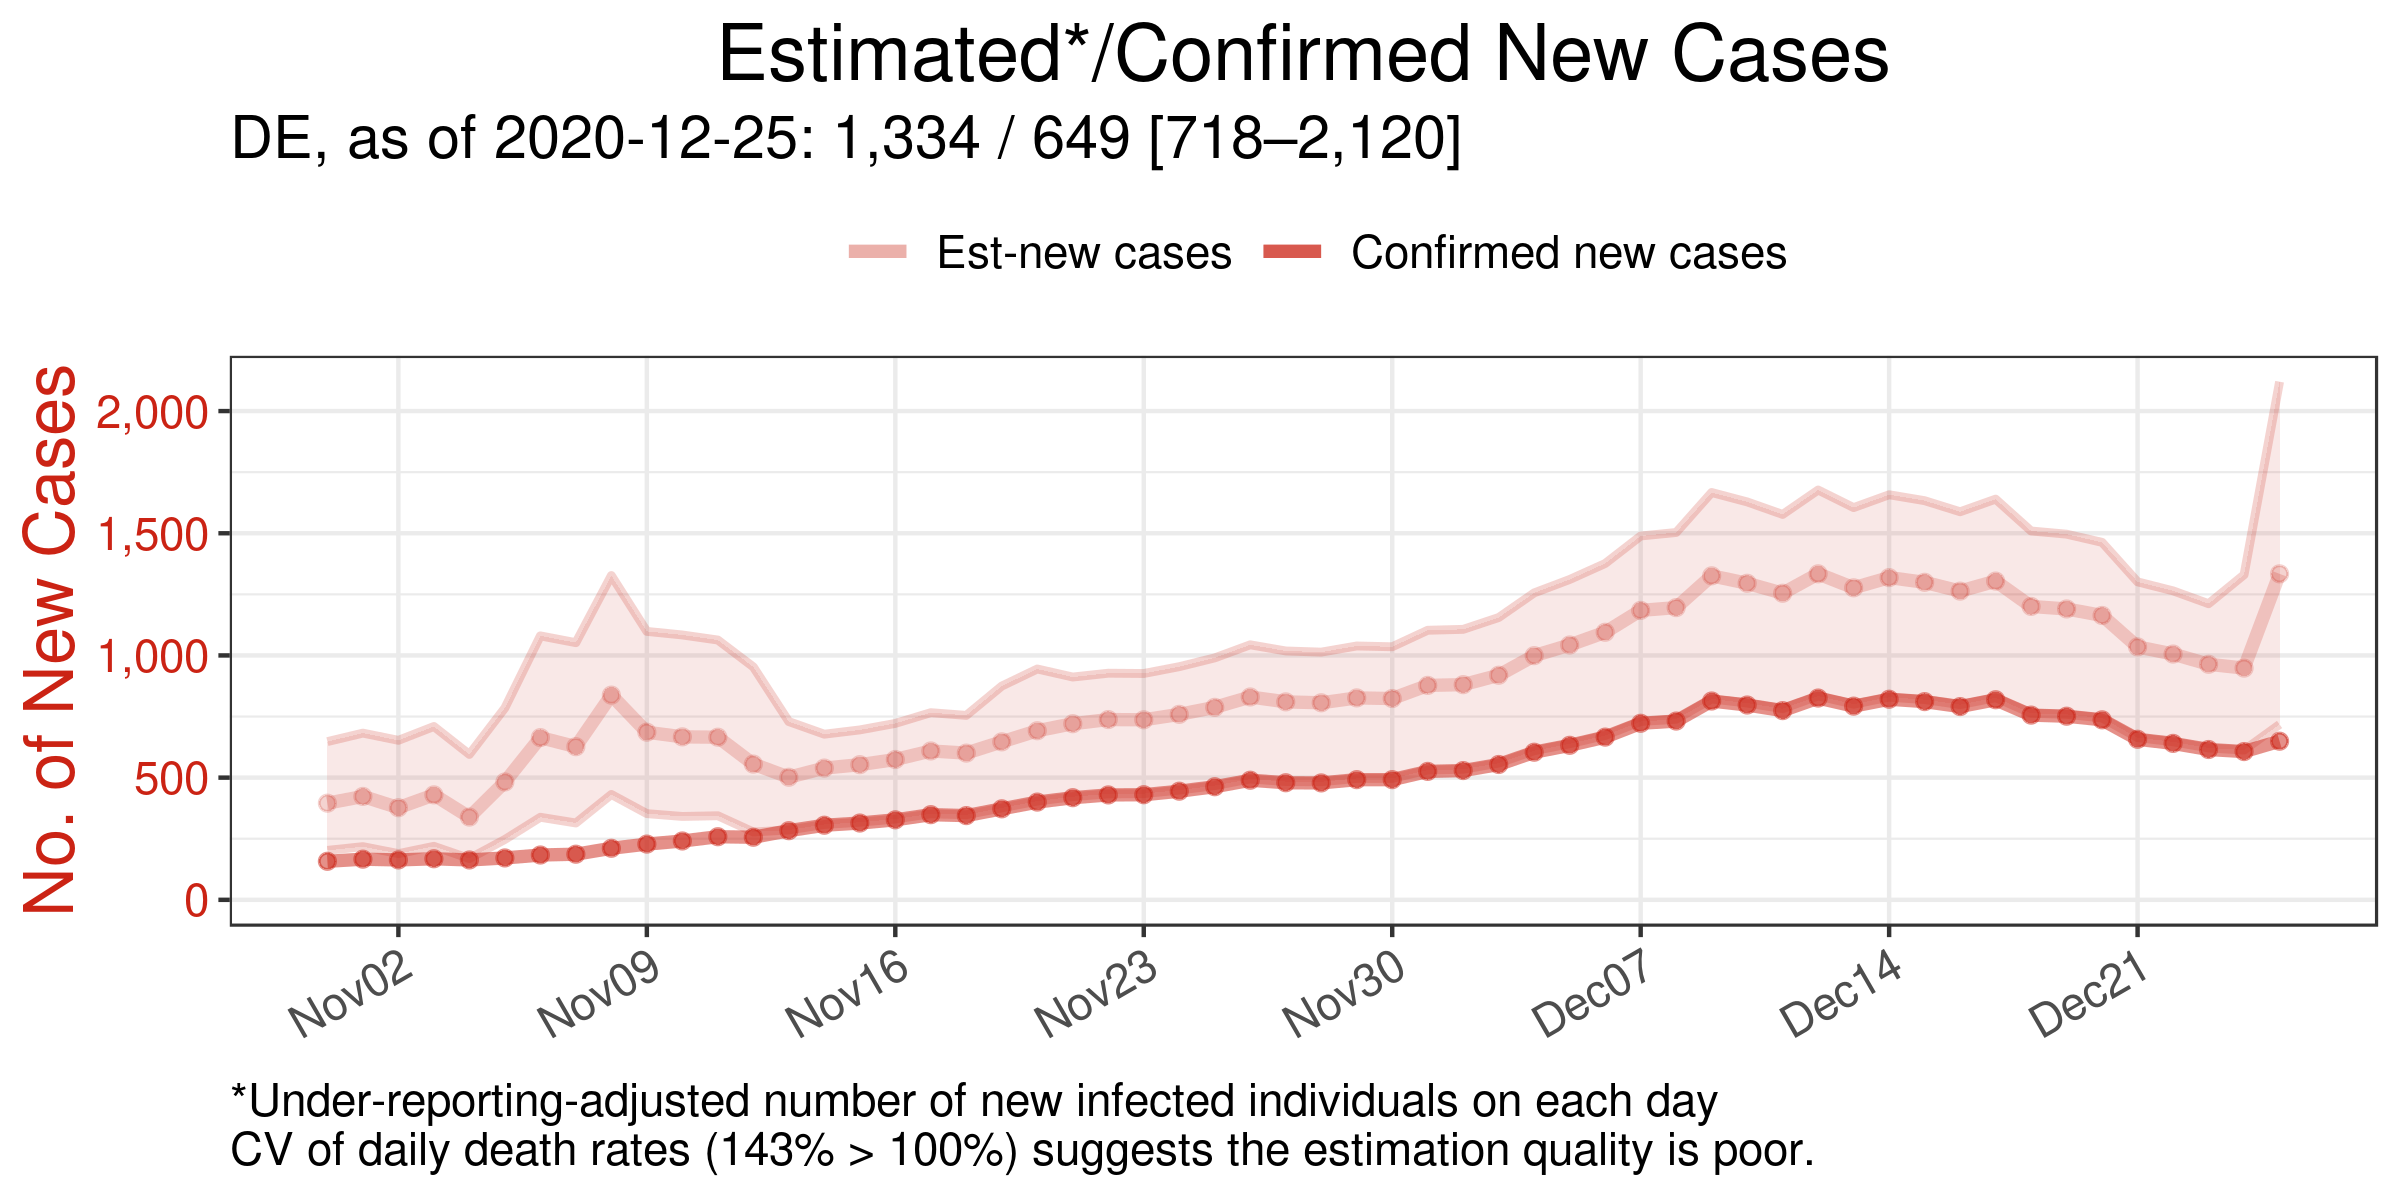 Estimated*/Confirmed New Cases
DE, as of 2020-12-25: 1,334 / 649 [718–2,120]
Est-new cases
Confirmed new cases
No. of New Cases
2,000
1,500
1,000
500
0
Nov02
Nov09
Nov16
Nov23
Nov30
Dec07
Dec14
Dec21
*Under-reporting-adjusted number of new infected individuals on each day
CV of daily death rates (143% > 100%) suggests the estimation quality is poor.